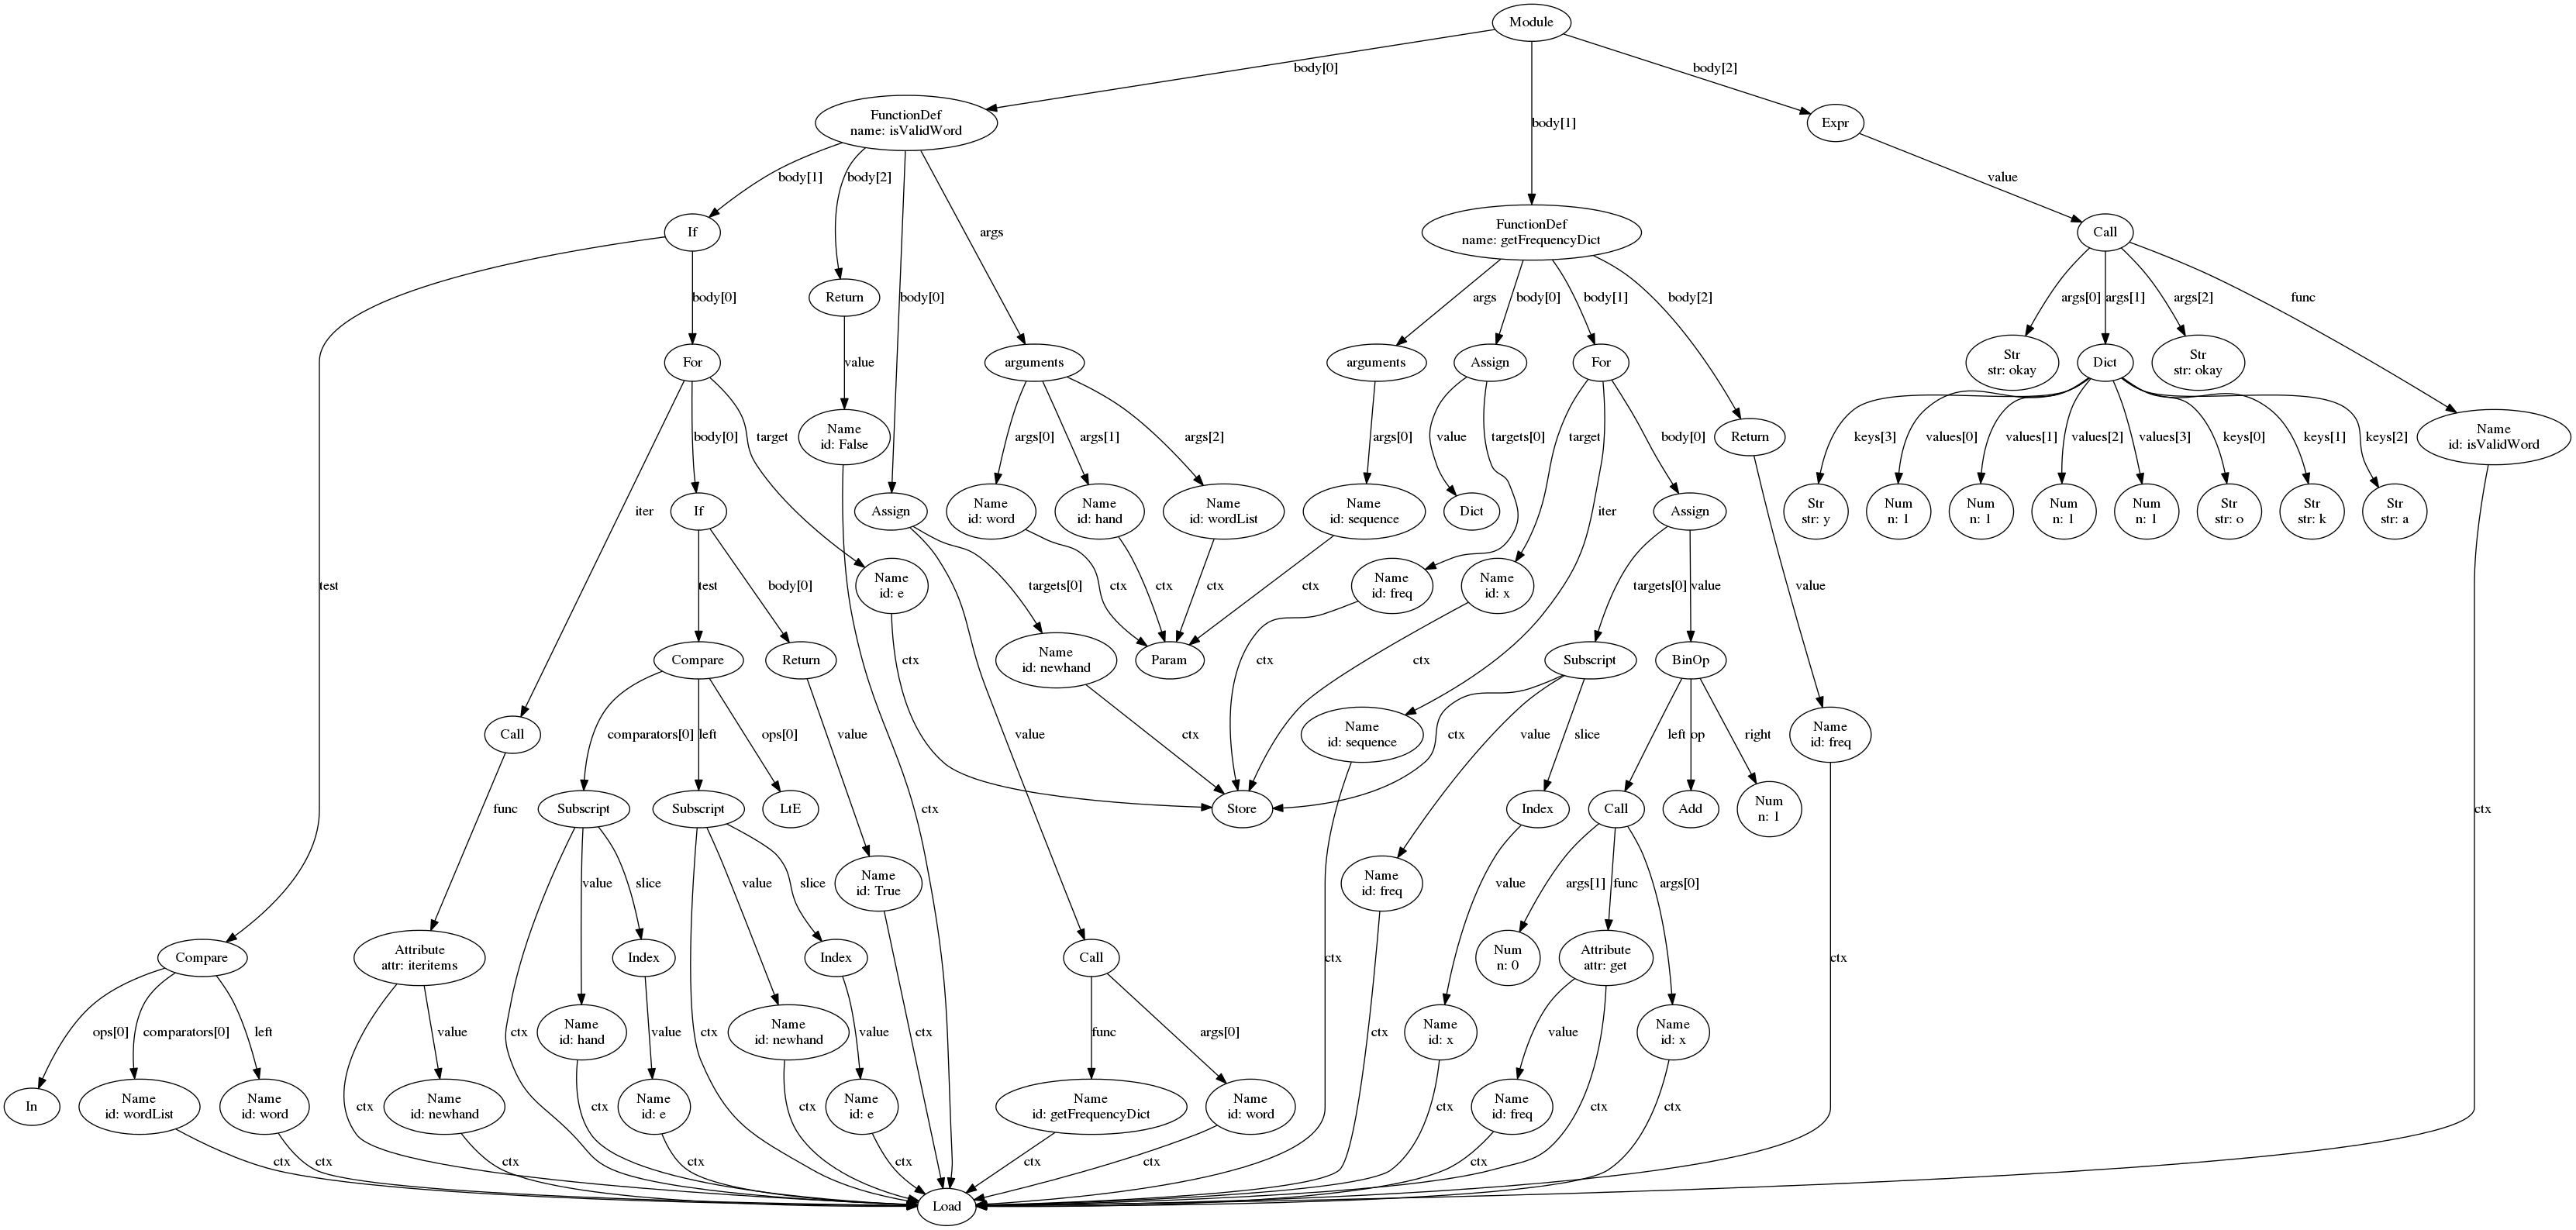 Module
body[0]
body[2]
FunctionDef
name: isValidWord
body[1]
Expr
body[1]
body[2]
value
If
args
FunctionDef
name: getFrequencyDict
Call
body[0]
Return
body[0]
args
body[0]
body[1]
body[2]
args[0]
args[1]
args[2]
func
For
value
arguments
arguments
Assign
For
Str
str: okay
Dict
Str
str: okay
body[0]
target
Name
id: False
args[0]
args[1]
args[2]
args[0]
value
targets[0]
target
body[0]
Return
keys[3]
values[0]
values[1]
values[2]
values[3]
keys[0]
keys[1]
keys[2]
Name
id: isValidWord
iter
If
Assign
Name
id: word
Name
id: hand
Name
id: wordList
Name
id: sequence
Dict
iter
Assign
Str
str: y
Num
n: 1
Num
n: 1
Num
n: 1
Num
n: 1
Str
str: o
Str
str: k
Str
str: a
test
test
body[0]
Name
id: e
targets[0]
ctx
ctx
ctx
ctx
Name
id: freq
Name
id: x
targets[0]
value
value
Compare
Return
ctx
Name
id: newhand
Param
ctx
ctx
Subscript
BinOp
Call
comparators[0]
left
ops[0]
value
value
ctx
Name
id: sequence
ctx
value
slice
left
op
right
Name
id: freq
func
Subscript
Subscript
LtE
ctx
Store
Index
Call
Add
Num
n: 1
ctx
value
slice
value
slice
Name
id: True
Name
id: freq
value
args[1]
func
args[0]
Compare
Attribute
attr: iteritems
Index
Index
Call
ctx
Num
n: 0
Attribute
attr: get
ctx
ops[0]
comparators[0]
left
ctx
value
ctx
Name
id: hand
value
ctx
Name
id: newhand
value
ctx
func
args[0]
ctx
Name
id: x
value
ctx
Name
id: x
In
Name
id: wordList
Name
id: word
Name
id: newhand
ctx
Name
id: e
ctx
Name
id: e
Name
id: getFrequencyDict
Name
id: word
ctx
Name
id: freq
ctx
ctx
ctx
ctx
ctx
ctx
ctx
ctx
ctx
Load